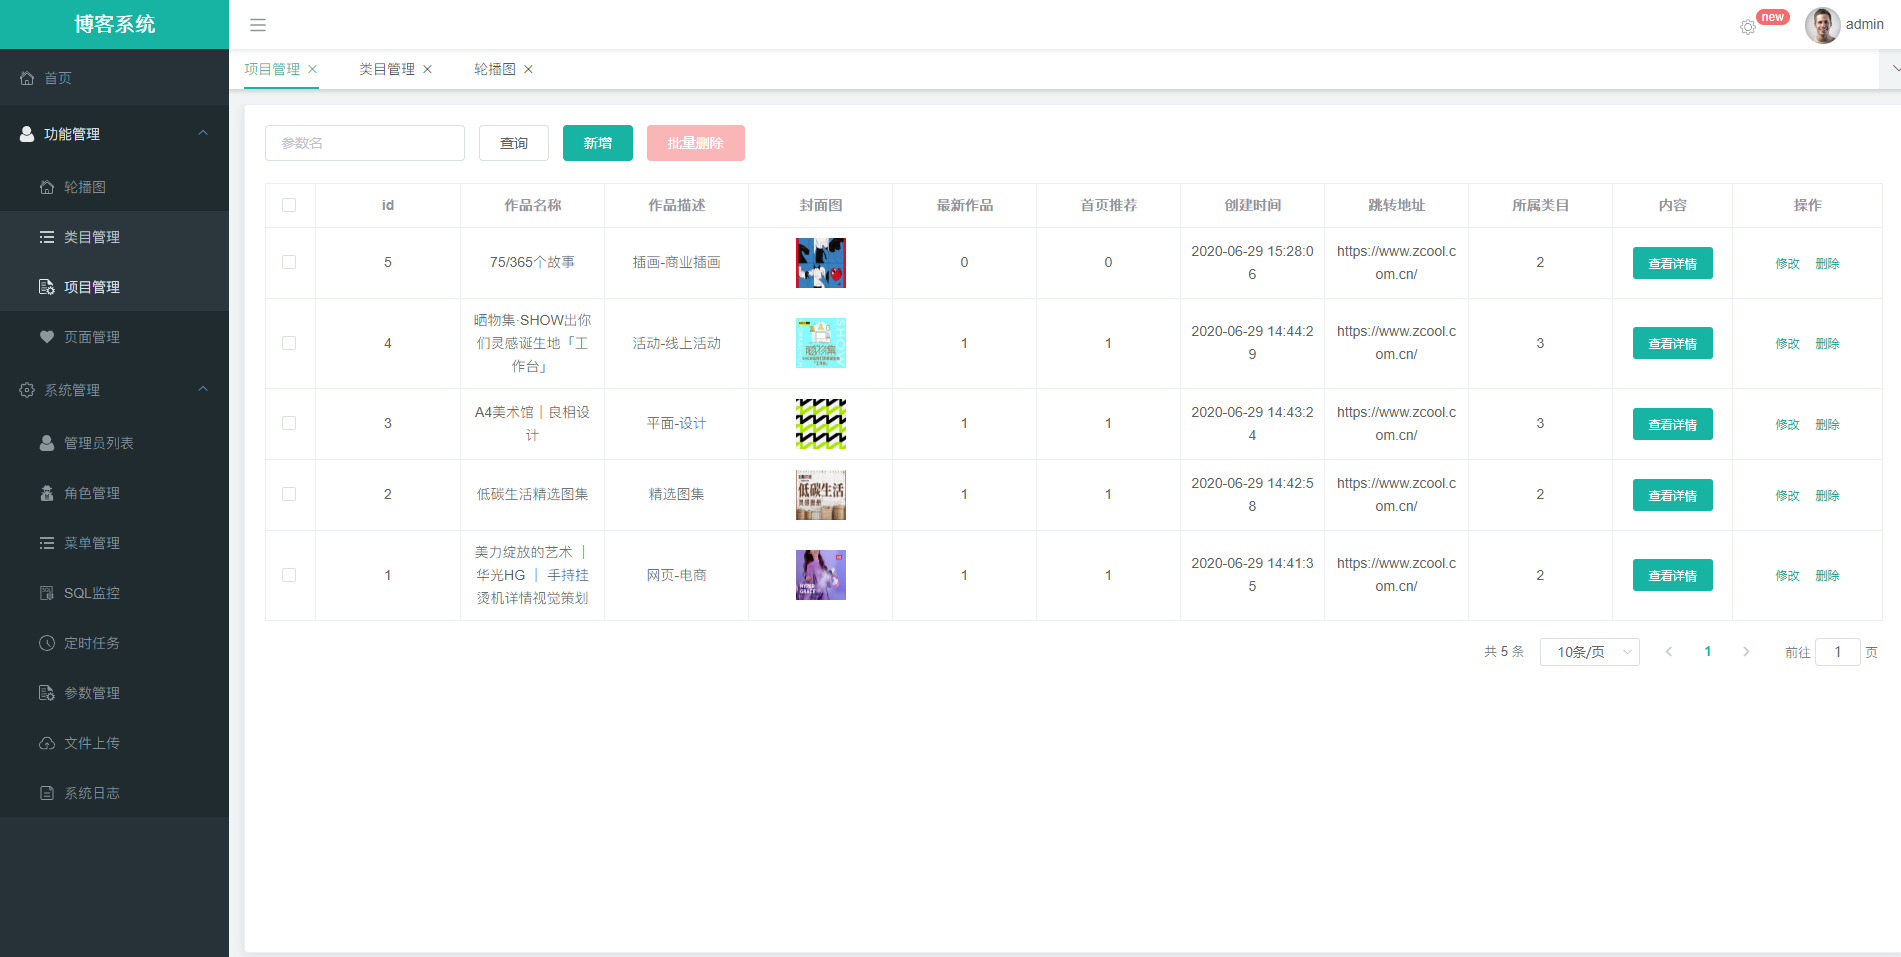 博客系统
new
admin
首页
功能管理
轮播图
类目管理
项目管理
页面管理
系统管理
管理员列表
角色管理
菜单管理
SQL监控
定时任务
参数管理
文件上传
系统日志
项目管理 × 类目管理 × 轮播图 ×
参数名 查询 新增 批量删除
id 作品名称 作品描述 封面图 最新作品 首页推荐 创建时间 跳转地址 所属类目 内容 操作
5 75/365个故事 插画-商业插画 0 0 2020-06-29 15:28:0 https://www.zcool.c 2 查看详情 修改 删除
6 om.cn/
晒物集·SHOW出你
4 们灵感诞生地「工 活动-线上活动 1 1 2020-06-29 14:44:2 https://www.zcool.c 3 查看详情 修改 删除
作台」 9 om.cn/
3 A4美术馆｜良相设 平面-设计 1 1 2020-06-29 14:43:2 https://www.zcool.c 3 查看详情 修改 删除
计 4 om.cn/
2 低碳生活精选图集 精选图集 低碳生活 1 1 2020-06-29 14:42:5 https://www.zcool.c 2 查看详情 修改 删除
8 om.cn/
美力绽放的艺术 ｜
1 华光HG ｜ 手持挂 网页-电商 1 1 2020-06-29 14:41:3 https://www.zcool.c 2 查看详情 修改 删除
烫机详情视觉策划 5 om.cn/
共 5 条 10条/页 1 前往 1 页